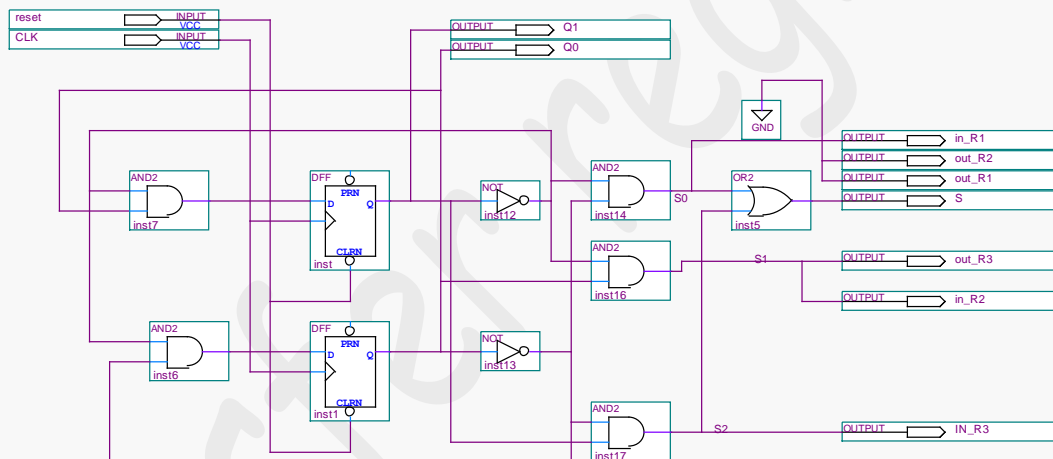 reset
INPUT
VCC
CLK
INPUT
VCC
OUTPUT
Q1
OUTPUT
Q0
GND
OUTPUT
in_R1
OUTPUT
out_R2
OUTPUT
out_R1
OUTPUT
S
AND2
inst7
DFF
PRN
D
Q
CLRN
inst
NOT
inst12
AND2
inst14
S0
OR2
inst5
AND2
inst16
S1
OUTPUT
out_R3
OUTPUT
in_R2
AND2
inst6
DFF
PRN
D
Q
CLRN
inst1
NOT
inst13
AND2
inst17
S2
OUTPUT
IN_R3